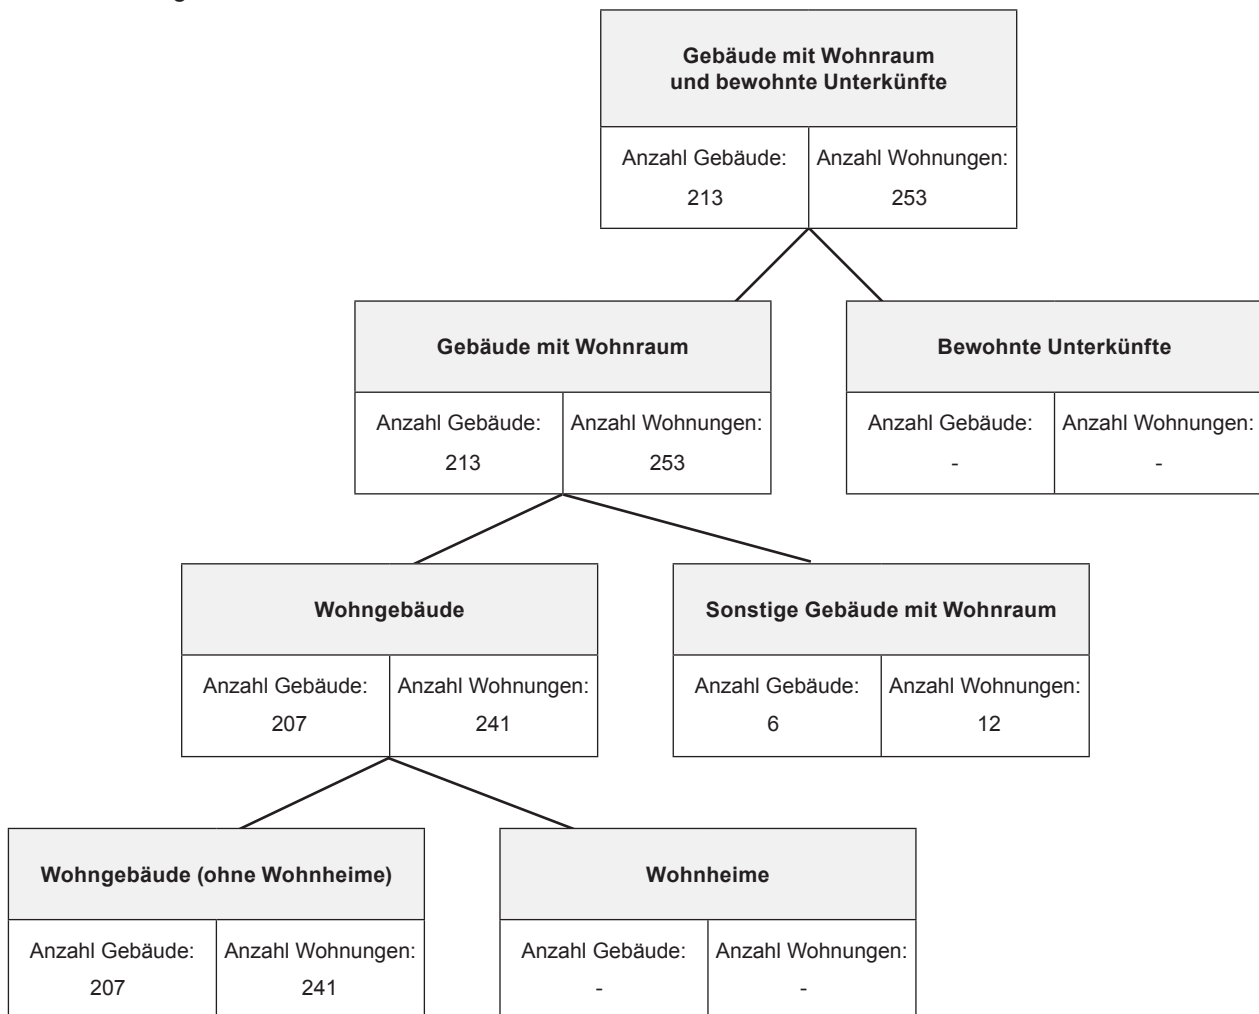 Gebäude mit Wohnraum
und bewohnte Unterkünfte
Anzahl Gebäude: Anzahl Wohnungen:
213 253
Gebäude mit Wohnraum
Bewohnte Unterkünfte
Anzahl Gebäude: Anzahl Wohnungen:
213 253
Anzahl Gebäude: Anzahl Wohnungen:
- -
Wohngebäude
Sonstige Gebäude mit Wohnraum
Anzahl Gebäude: Anzahl Wohnungen:
207 241
Anzahl Gebäude: Anzahl Wohnungen:
6 12
Wohngebäude (ohne Wohnheime)
Wohnheime
Anzahl Gebäude: Anzahl Wohnungen:
207 241
Anzahl Gebäude: Anzahl Wohnungen:
- -